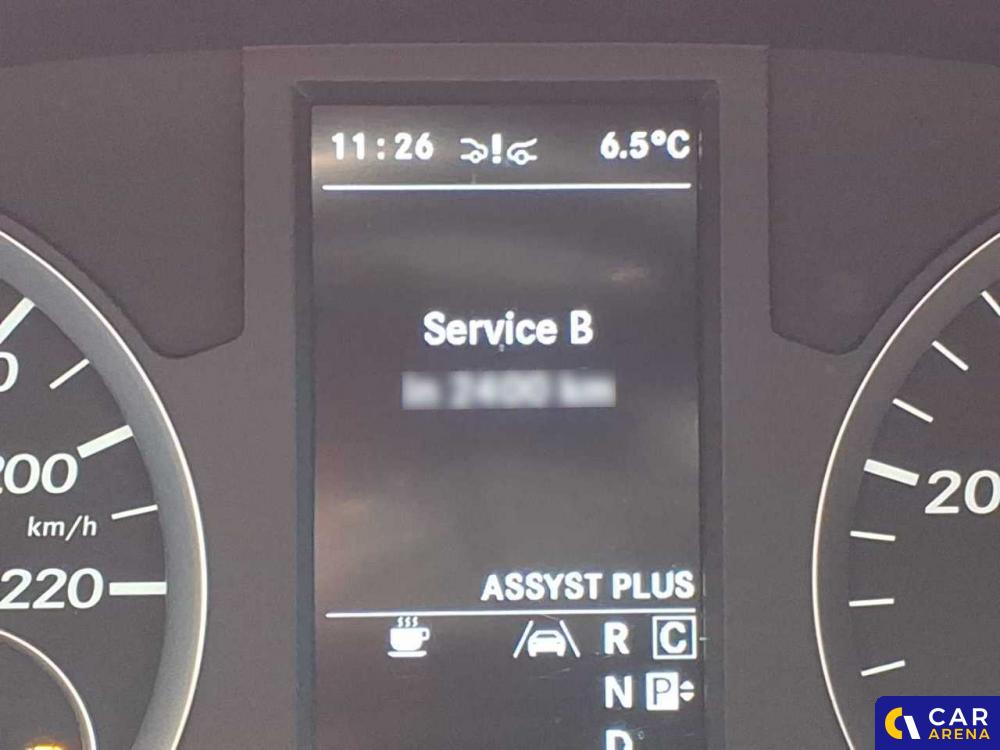 11:26 6.5°C
Service B
ASSYST PLUS
R C
N P
D
200
km/h
220
20
CAR
ARENA